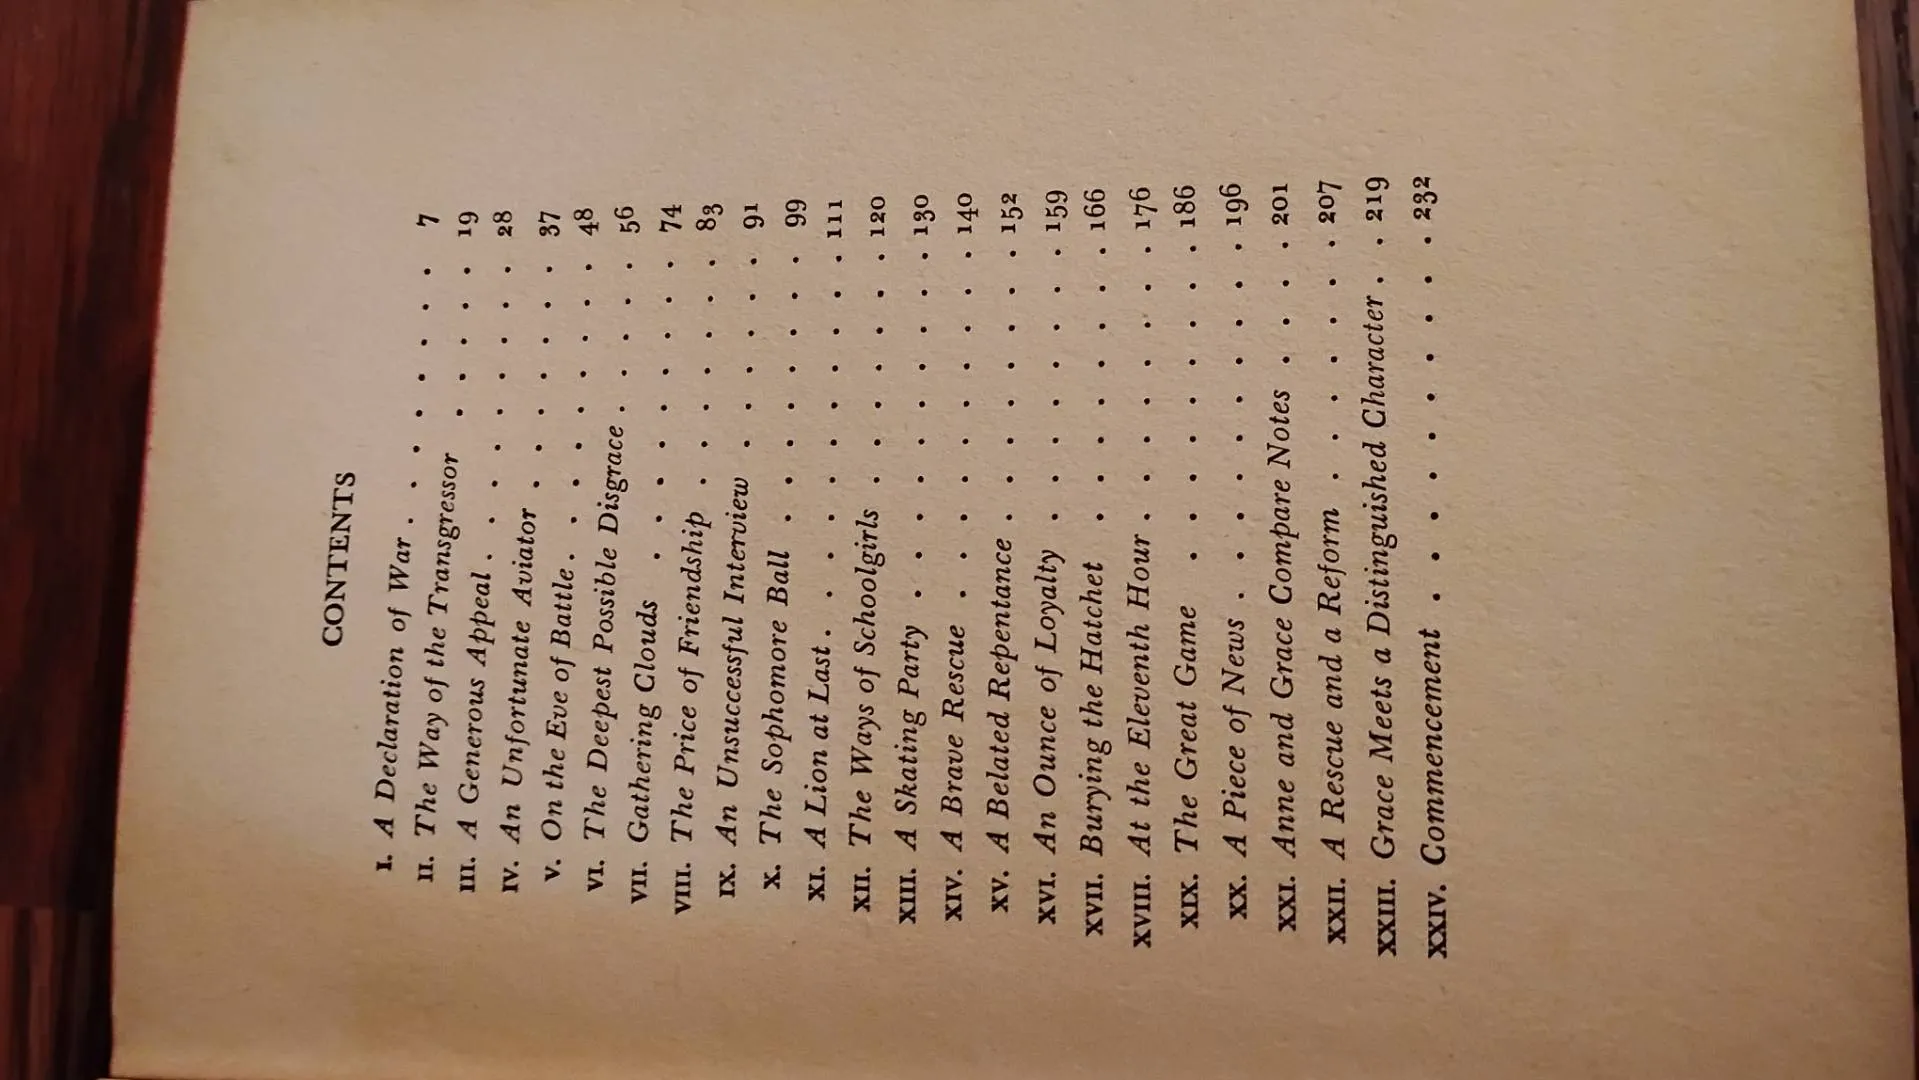 CONTENTS
I. A Declaration of War . . . . . . . . 7
II. The Way of the Transgressor . . . . . 19
III. A Generous Appeal . . . . . . . . . 28
IV. An Unfortunate Aviator . . . . . . . 37
V. On the Eve of Battle . . . . . . . . . 48
VI. The Deepest Possible Disgrace . . . . . 56
VII. Gathering Clouds . . . . . . . . . 74
VIII. The Price of Friendship . . . . . . . 83
IX. An Unsuccessful Interview . . . . . . 91
X. The Sophomore Ball . . . . . . . . 99
XI. A Lion at Last . . . . . . . . . . . 111
XII. The Ways of Schoolgirls . . . . . . . 120
XIII. A Skating Party . . . . . . . . . . 130
XIV. A Brave Rescue . . . . . . . . . . 140
XV. A Belated Repentance . . . . . . . . 152
XVI. An Ounce of Loyalty . . . . . . . . 159
XVII. Burying the Hatchet . . . . . . . . 166
XVIII. At the Eleventh Hour . . . . . . . . 176
XIX. The Great Game . . . . . . . . . 186
XX. A Piece of News . . . . . . . . . . 196
XXI. Anne and Grace Compare Notes . . . . 201
XXII. A Rescue and a Reform . . . . . . . 207
XXIII. Grace Meets a Distinguished Character . . 219
XXIV. Commencement . . . . . . . . . . 232